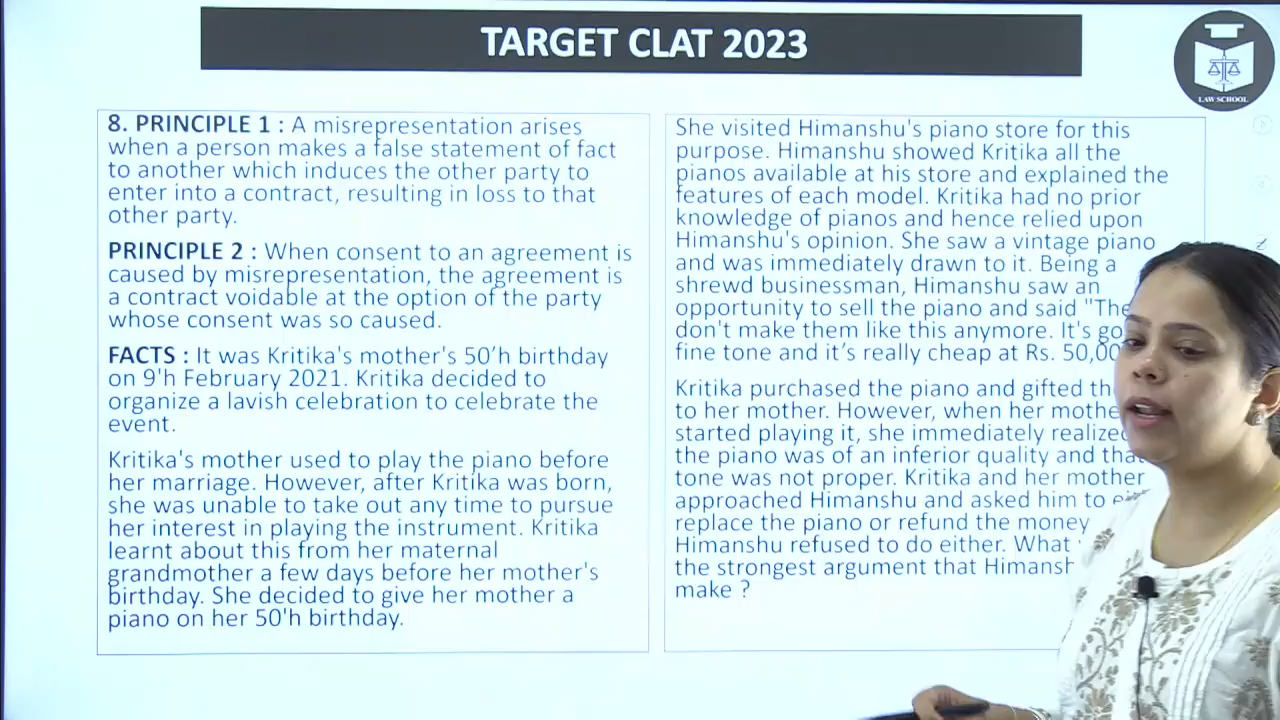 TARGET CLAT 2023
LAW SCHOOL
8. PRINCIPLE 1 : A misrepresentation arises
when a person makes a false statement of fact
to another which induces the other party to
enter into a contract, resulting in loss to that
other party.
PRINCIPLE 2 : When consent to an agreement is
caused by misrepresentation, the agreement is
a contract voidable at the option of the party
whose consent was so caused.
FACTS : It was Kritika's mother's 50’h birthday
on 9'h February 2021. Kritika decided to
organize a lavish celebration to celebrate the
event.
Kritika's mother used to play the piano before
her marriage. However, after Kritika was born,
she was unable to take out any time to pursue
her interest in playing the instrument. Kritika
learnt about this from her maternal
grandmother a few days before her mother's
birthday. She decided to give her mother a
piano on her 50'h birthday.
She visited Himanshu's piano store for this
purpose. Himanshu showed Kritika all the
pianos available at his store and explained the
features of each model. Kritika had no prior
knowledge of pianos and hence relied upon
Himanshu's opinion. She saw a vintage piano
and was immediately drawn to it. Being a
shrewd businessman, Himanshu saw an
opportunity to sell the piano and said "The
don't make them like this anymore. It's go
fine tone and it’s really cheap at Rs. 50,00
Kritika purchased the piano and gifted th
to her mother. However, when her mothe
started playing it, she immediately realized
the piano was of an inferior quality and that
tone was not proper. Kritika and her mother
approached Himanshu and asked him to
replace the piano or refund the money
Himanshu refused to do either. What
the strongest argument that Himansh
make ?